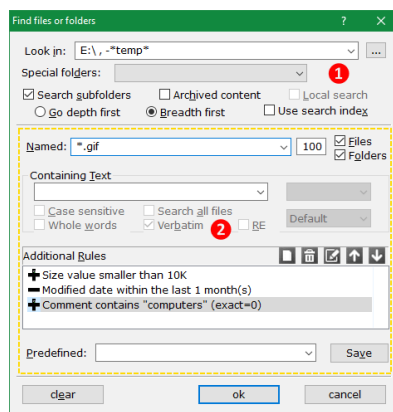 Find files or folders ? ×
Look in: E:\ , -*temp* ...
Special folders:
1
Search subfolders Archived content Local search
Go depth first Breadth first Use search index
Named: *.gif 100 Files
Folders
Containing Text
Case sensitive Search all files
Whole words Verbatim 2 RE Default
Additional Rules
Size value smaller than 10K
Modified date within the last 1 month(s)
Comment contains "computers" (exact=0)
Predefined: Save
clear ok cancel